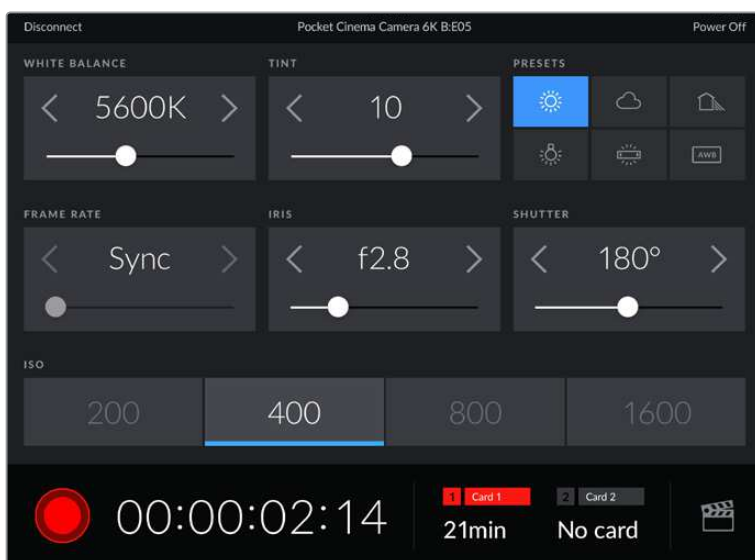 Disconnect Pocket Cinema Camera 6K B:E05 Power Off
WHITE BALANCE TINT PRESETS
5600K 10
AWB
FRAME RATE IRIS SHUTTER
Sync f2.8 180°
ISO
200 400 800 1600
1 Card 1 2 Card 2
00:00:02:14 21min No card